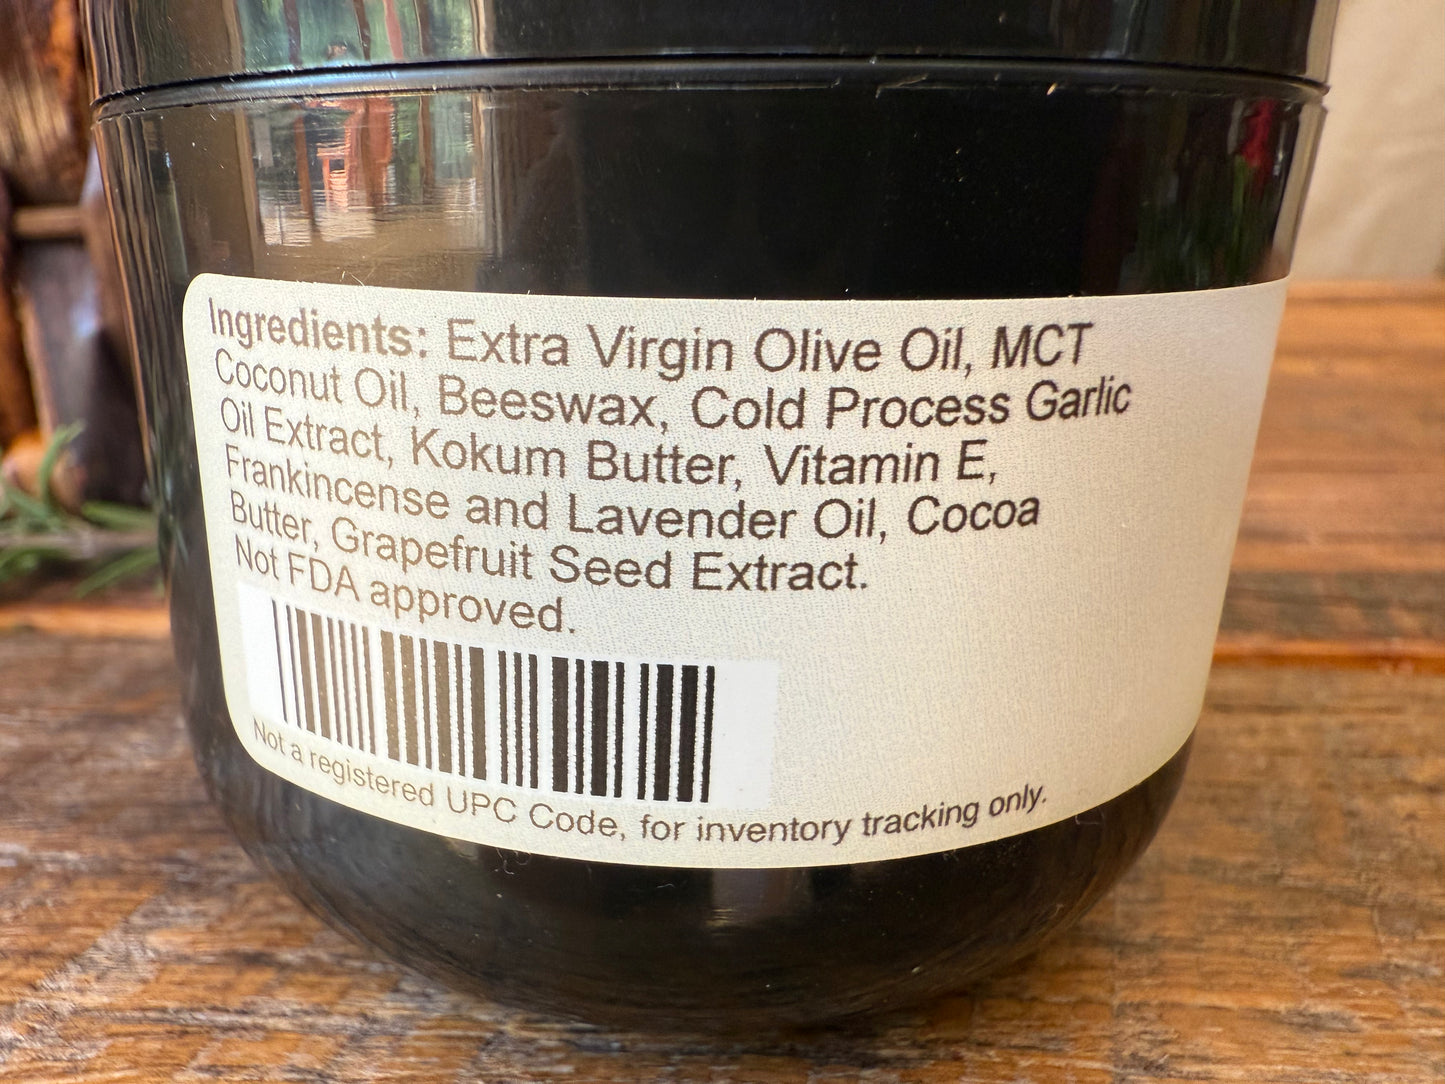 Ingredients: Extra Virgin Olive Oil, MCT
Coconut Oil, Beeswax, Cold Process Garlic
Oil Extract, Kokum Butter, Vitamin E,
Frankincense and Lavender Oil, Cocoa
Butter, Grapefruit Seed Extract.
Not FDA approved.
Not a registered UPC Code, for inventory tracking only.